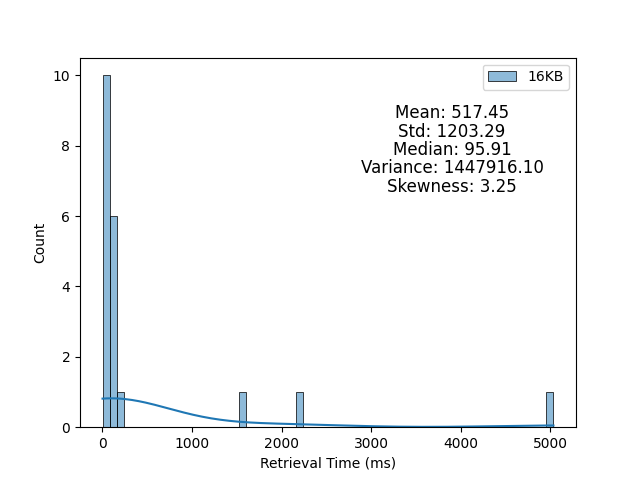 16KB
Mean: 517.45
Std: 1203.29
Median: 95.91
Variance: 1447916.10
Skewness: 3.25
Count
10
8
6
4
2
0
0 1000 2000 3000 4000 5000
Retrieval Time (ms)